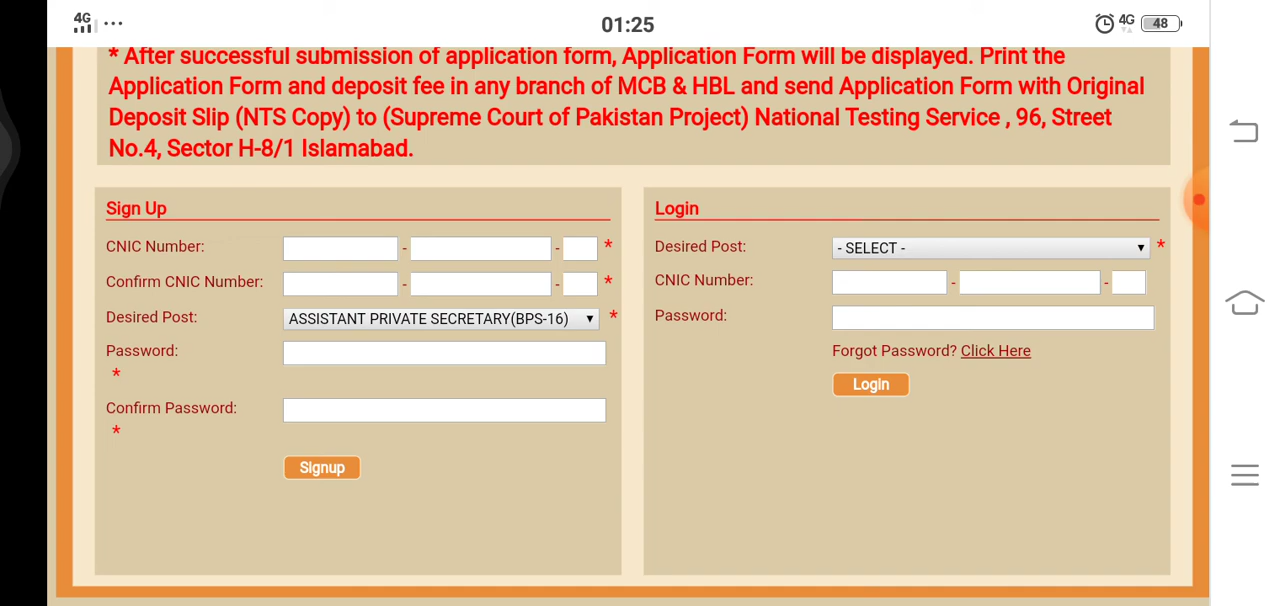 4G ... 01:25 4G 48
* After successful submission of application form, Application Form will be displayed. Print the
Application Form and deposit fee in any branch of MCB & HBL and send Application Form with Original
Deposit Slip (NTS Copy) to (Supreme Court of Pakistan Project) National Testing Service , 96, Street
No.4, Sector H-8/1 Islamabad.
Sign Up
CNIC Number: - - *
Confirm CNIC Number: - - *
Desired Post: ASSISTANT PRIVATE SECRETARY(BPS-16) *
Password:
*
Confirm Password:
*
Signup
Login
Desired Post: - SELECT - *
CNIC Number: - -
Password:
Forgot Password? Click Here
Login